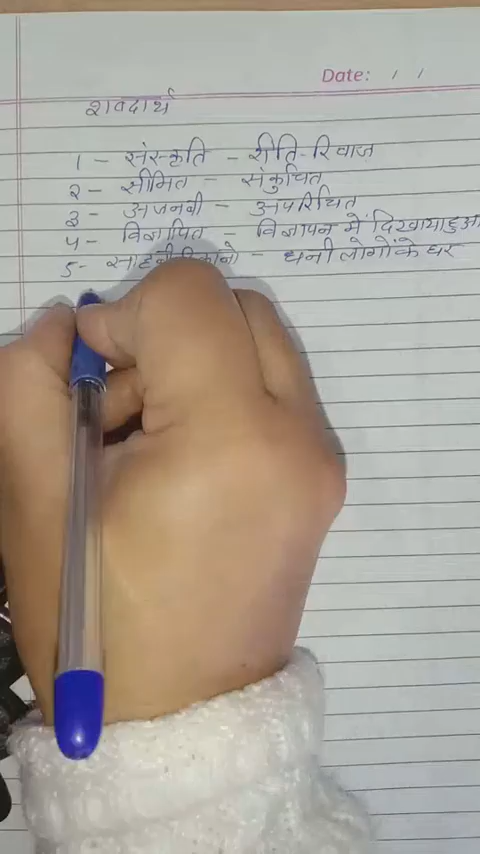 Date: / /
शब्दार्थ
1 - संस्कृति - रीति-रिवाज़
2 - सीमित - संकुचित
3 - अजनबी - अपरिचित
4 - विज्ञापित - विज्ञापन में दिखाया हुआ
5 - - धनी लोगों के घर